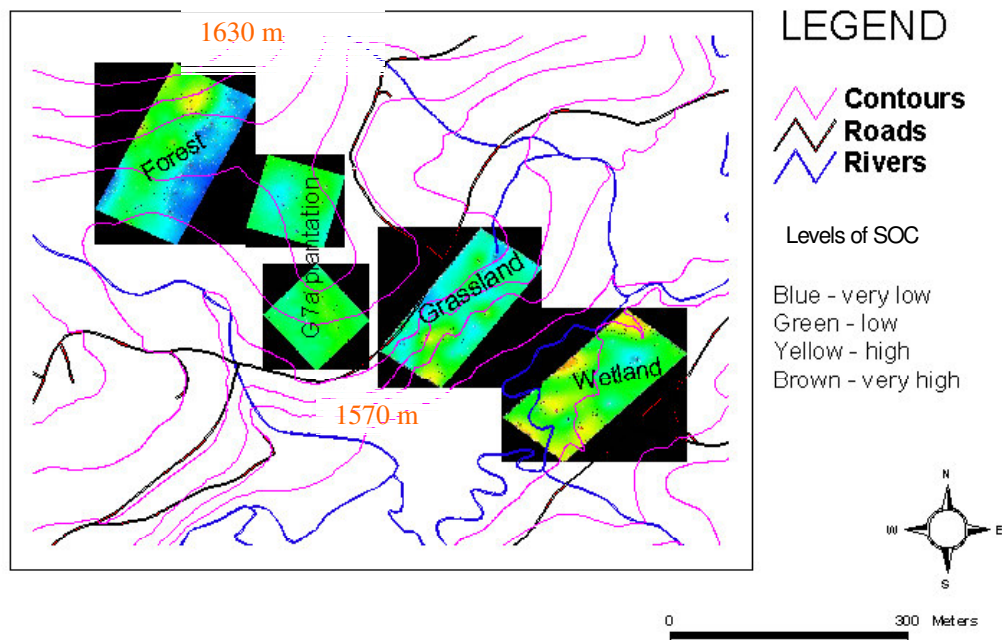 1630 m
LEGEND
Contours
Roads
Rivers
Forest
G7a plantation
Levels of SOC
Grassland
Blue - very low
Green - low
Yellow - high
Brown - very high
Wetland
1570 m
N
W E
S
0 300 Meters